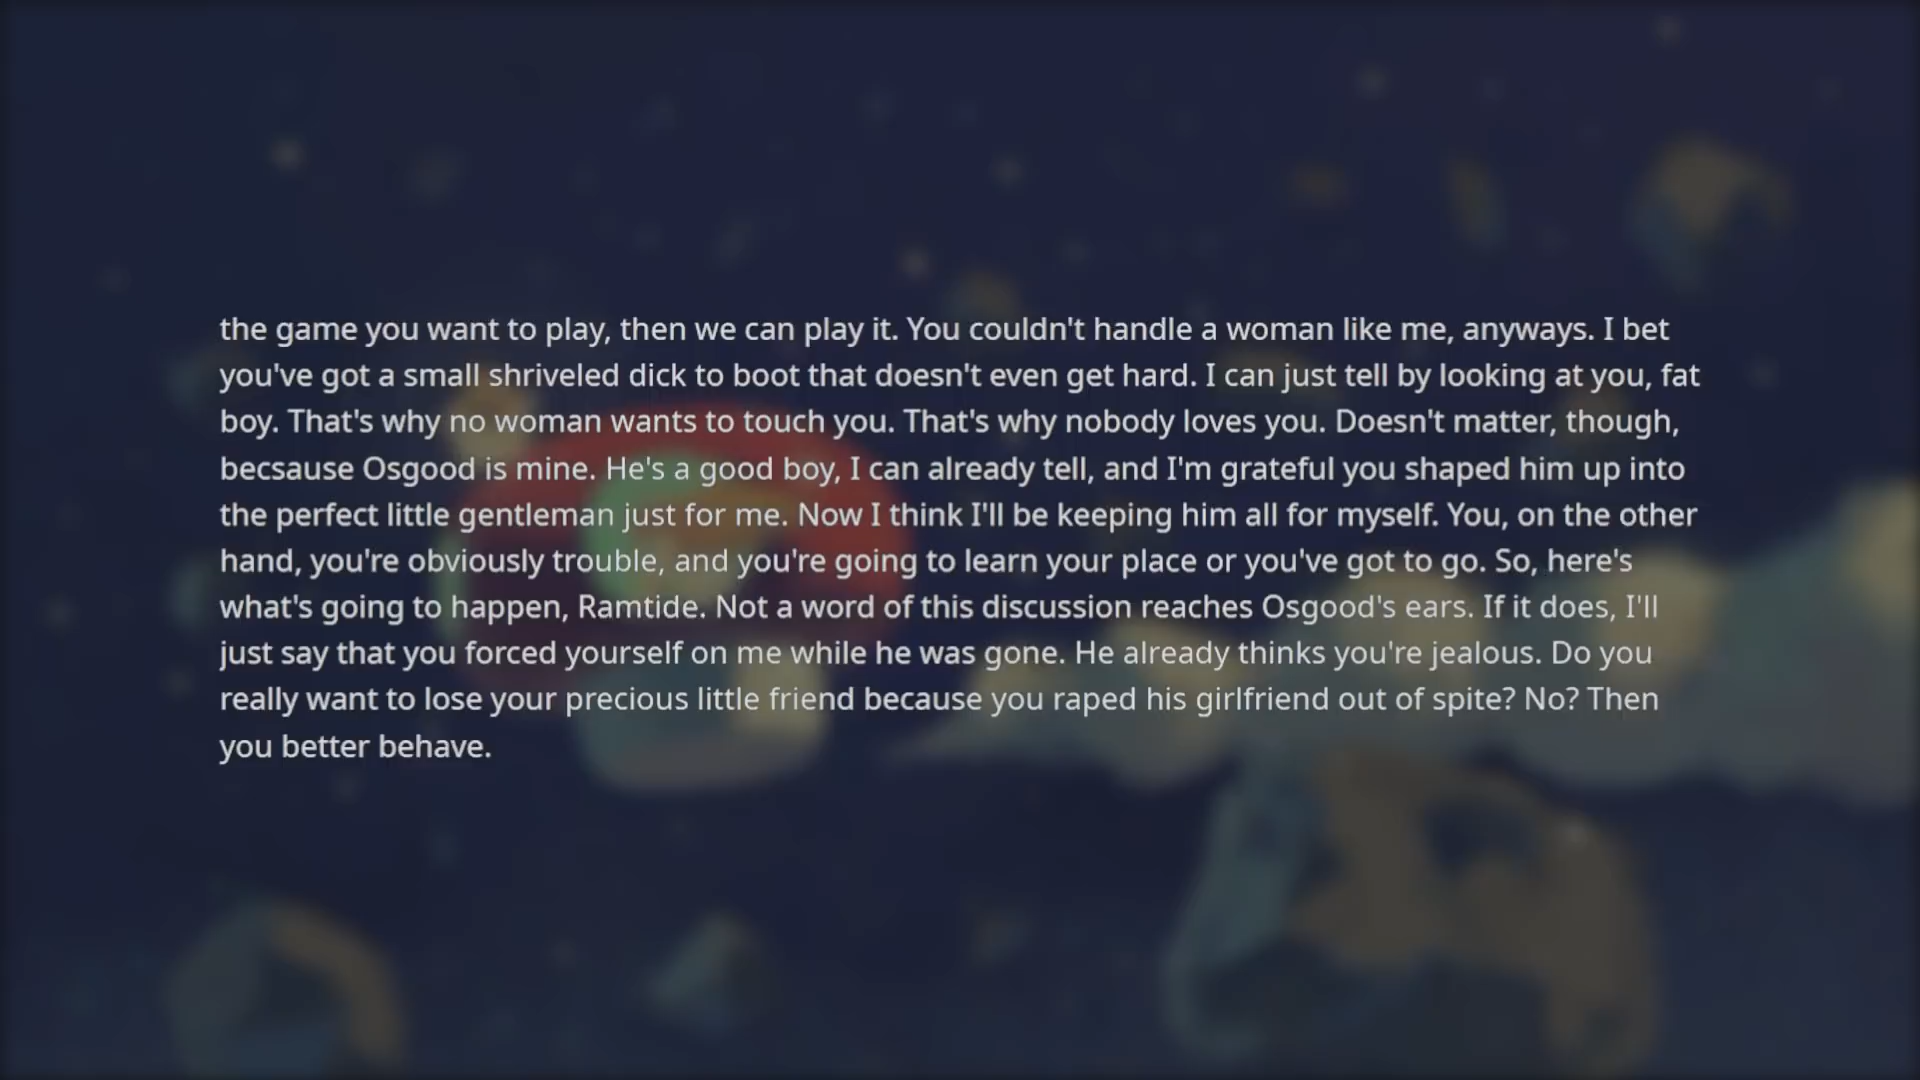 the game you want to play, then we can play it. You couldn't handle a woman like me, anyways. I bet
you've got a small shriveled dick to boot that doesn't even get hard. I can just tell by looking at you, fat
boy. That's why no woman wants to touch you. That's why nobody loves you. Doesn't matter, though,
becsause Osgood is mine. He's a good boy, I can already tell, and I'm grateful you shaped him up into
the perfect little gentleman just for me. Now I think I'll be keeping him all for myself. You, on the other
hand, you're obviously trouble, and you're going to learn your place or you've got to go. So, here's
what's going to happen, Ramtide. Not a word of this discussion reaches Osgood's ears. If it does, I'll
just say that you forced yourself on me while he was gone. He already thinks you're jealous. Do you
really want to lose your precious little friend because you raped his girlfriend out of spite? No? Then
you better behave.